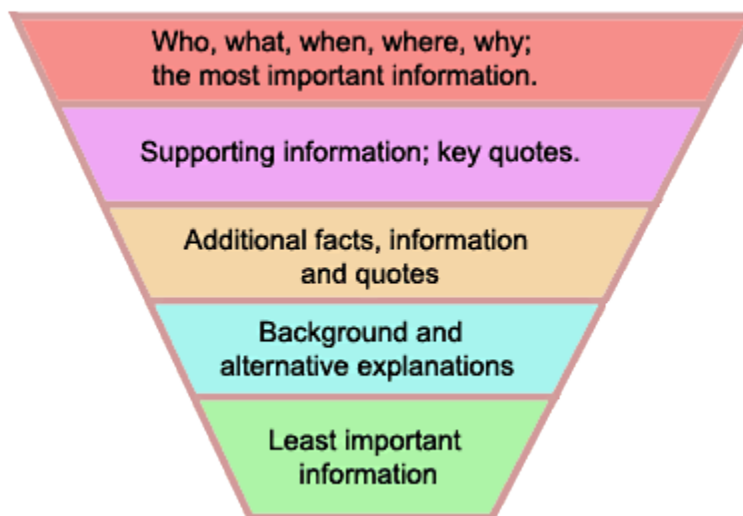 Who, what, when, where, why;
the most important information.
Supporting information; key quotes.
Additional facts, information
and quotes
Background and
alternative explanations
Least important
information